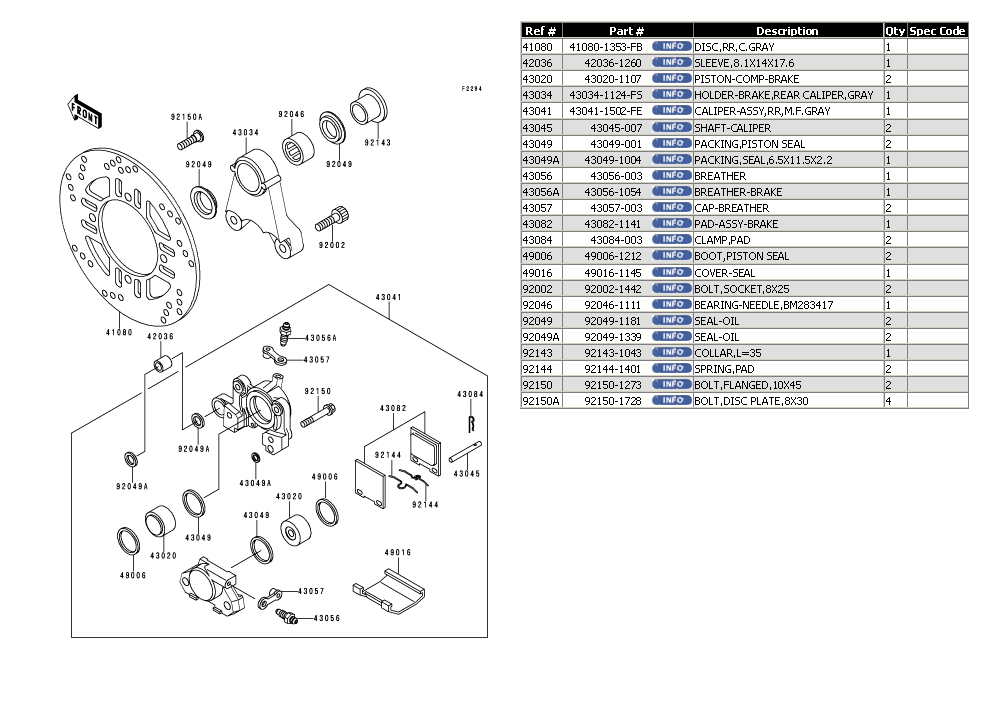 F2294
FRONT
92150A
43034
92046
92143
92049
92049
92002
41080
43041
42036
43056A
43057
92150
43082
43084
92049A
92144
43045
92049A
43049A
49006
43020
92144
43049
43049
43020
49006
49016
43057
43056
Ref # Part # Description Qty Spec Code
41080 41080-1353-FB INFO DISC,RR,C.GRAY 1
42036 42036-1260 INFO SLEEVE,8.1X14X17.6 1
43020 43020-1107 INFO PISTON-COMP-BRAKE 2
43034 43034-1124-FS INFO HOLDER-BRAKE,REAR CALIPER,GRAY 1
43041 43041-1502-FE INFO CALIPER-ASSY,RR,M.F.GRAY 1
43045 43045-007 INFO SHAFT-CALIPER 2
43049 43049-001 INFO PACKING,PISTON SEAL 2
43049A 43049-1004 INFO PACKING,SEAL,6.5X11.5X2.2 1
43056 43056-003 INFO BREATHER 1
43056A 43056-1054 INFO BREATHER-BRAKE 1
43057 43057-003 INFO CAP-BREATHER 2
43082 43082-1141 INFO PAD-ASSY-BRAKE 1
43084 43084-003 INFO CLAMP,PAD 2
49006 49006-1212 INFO BOOT,PISTON SEAL 2
49016 49016-1145 INFO COVER-SEAL 1
92002 92002-1442 INFO BOLT,SOCKET,8X25 2
92046 92046-1111 INFO BEARING-NEEDLE,BM283417 1
92049 92049-1181 INFO SEAL-OIL 2
92049A 92049-1339 INFO SEAL-OIL 2
92143 92143-1043 INFO COLLAR,L=35 1
92144 92144-1401 INFO SPRING,PAD 2
92150 92150-1273 INFO BOLT,FLANGED,10X45 2
92150A 92150-1728 INFO BOLT,DISC PLATE,8X30 4